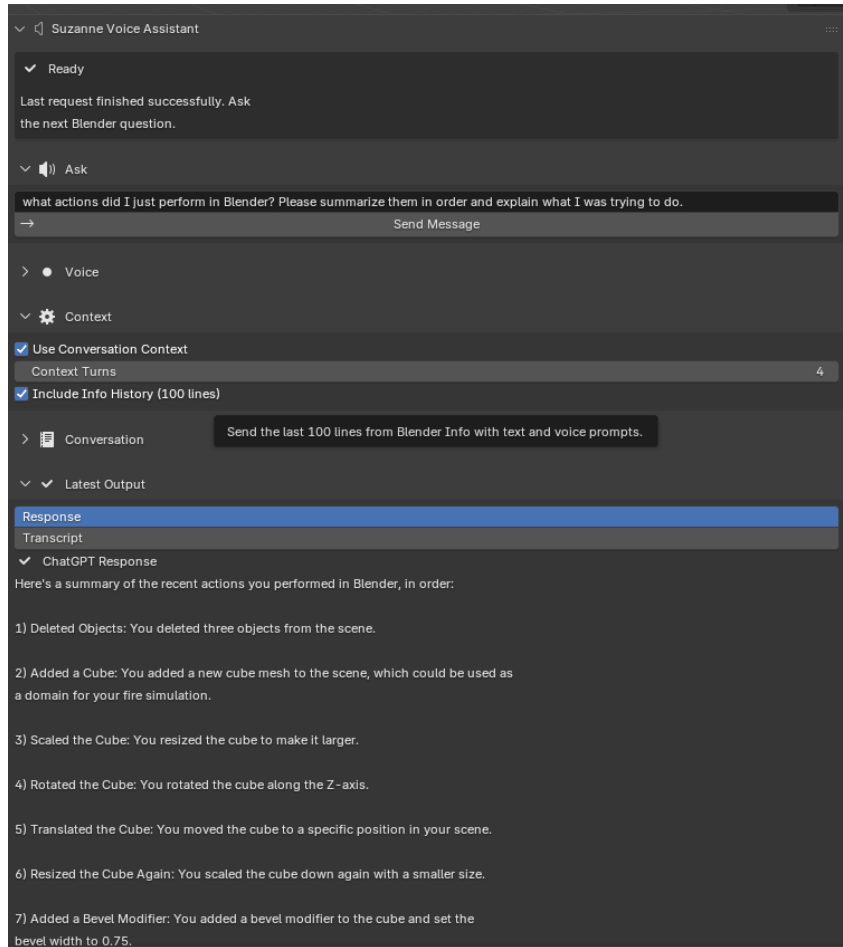 Suzanne Voice Assistant
Ready
Last request finished successfully. Ask
the next Blender question.
Ask
what actions did I just perform in Blender? Please summarize them in order and explain what I was trying to do.
Send Message
Voice
Context
Use Conversation Context
Context Turns 4
Include Info History (100 lines)
Conversation
Send the last 100 lines from Blender Info with text and voice prompts.
Latest Output
Response
Transcript
ChatGPT Response
Here's a summary of the recent actions you performed in Blender, in order:
1) Deleted Objects: You deleted three objects from the scene.
2) Added a Cube: You added a new cube mesh to the scene, which could be used as
a domain for your fire simulation.
3) Scaled the Cube: You resized the cube to make it larger.
4) Rotated the Cube: You rotated the cube along the Z-axis.
5) Translated the Cube: You moved the cube to a specific position in your scene.
6) Resized the Cube Again: You scaled the cube down again with a smaller size.
7) Added a Bevel Modifier: You added a bevel modifier to the cube and set the
bevel width to 0.75.